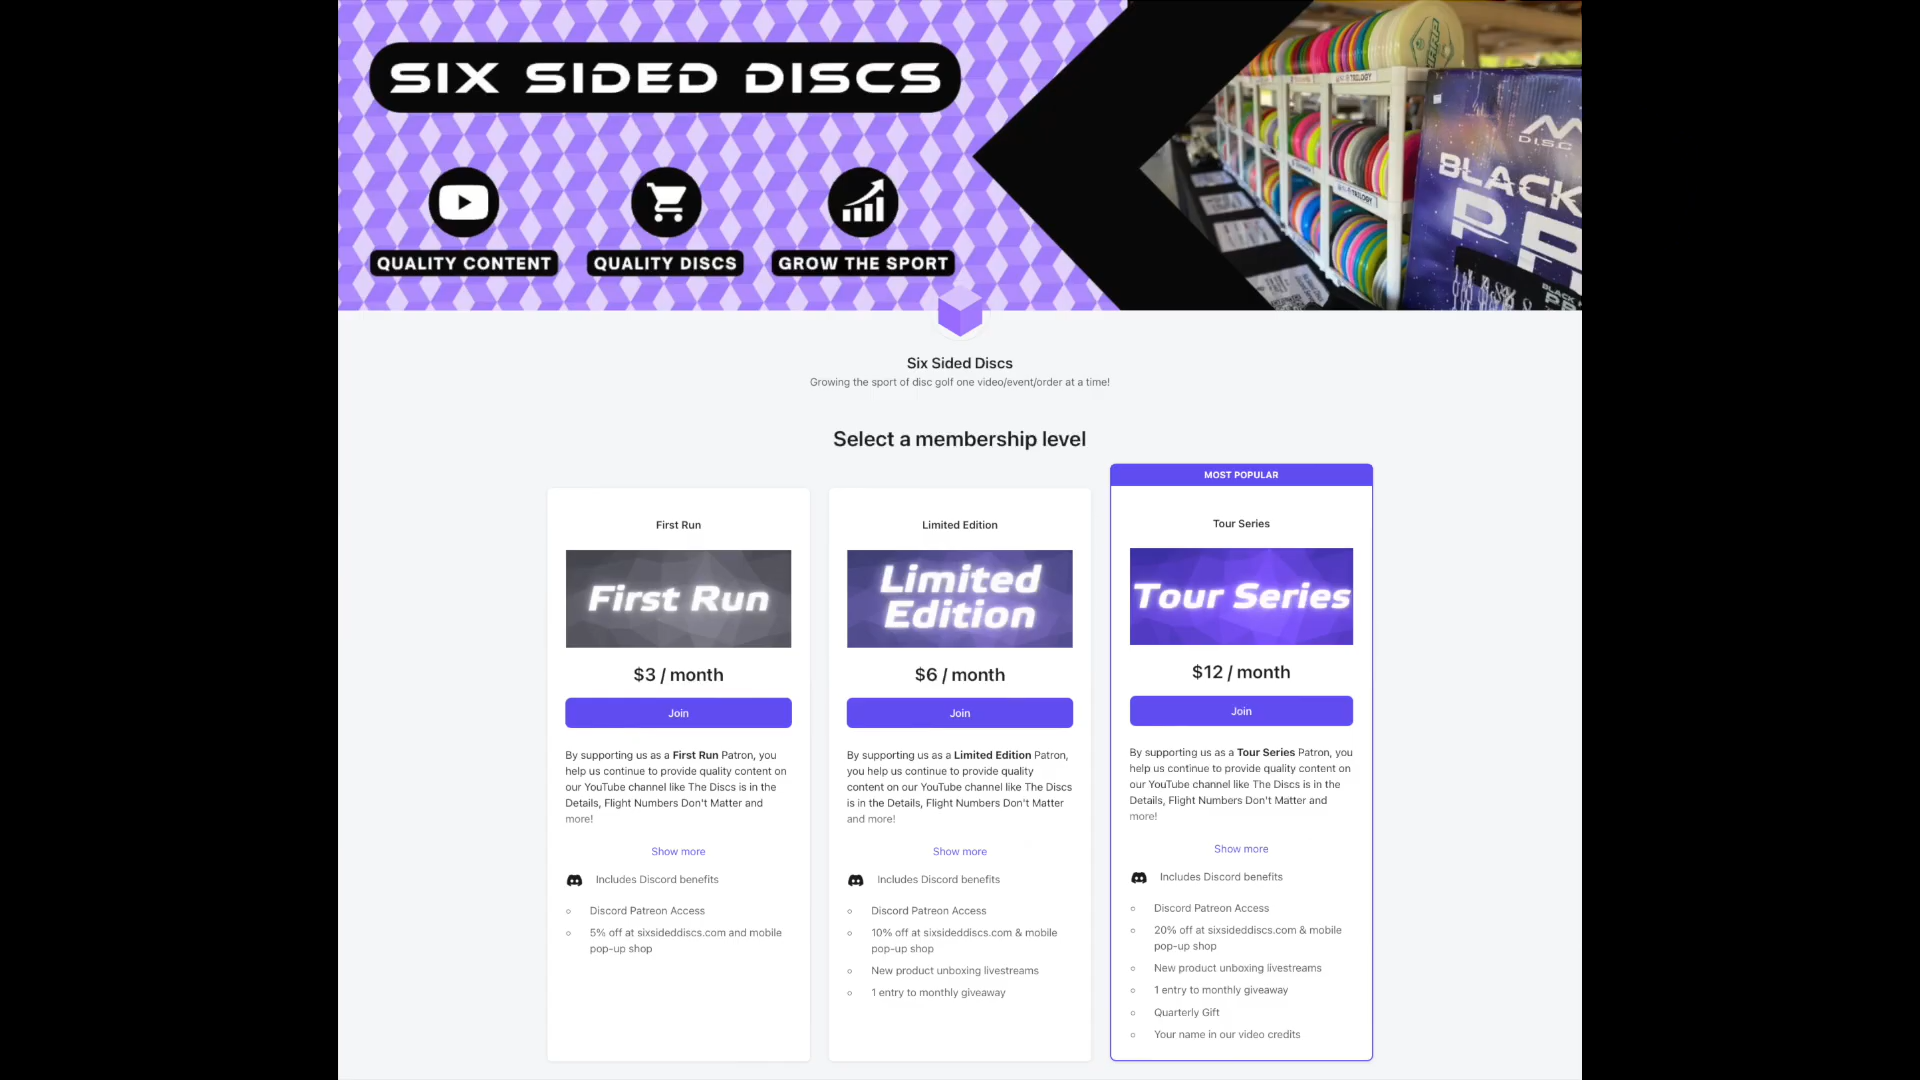 SIX SIDED DISCS
QUALITY CONTENT
QUALITY DISCS
GROW THE SPORT
TRILOGY
TRILOGY
DISC
BLACK
Six Sided Discs
Growing the sport of disc golf one video/event/order at a time!
Select a membership level
First Run
First Run
$3 / month
Join
By supporting us as a First Run Patron, you
help us continue to provide quality content on
our YouTube channel like The Discs is in the
Details, Flight Numbers Don't Matter and
more!
Show more
Includes Discord benefits
Discord Patreon Access
5% off at sixsideddiscs.com and mobile
pop-up shop
Limited Edition
Limited
Edition
$6 / month
Join
By supporting us as a Limited Edition Patron,
you help us continue to provide quality
content on our YouTube channel like The Discs
is in the Details, Flight Numbers Don't Matter
and more!
Show more
Includes Discord benefits
Discord Patreon Access
10% off at sixsideddiscs.com & mobile
pop-up shop
New product unboxing livestreams
1 entry to monthly giveaway
MOST POPULAR
Tour Series
Tour Series
$12 / month
Join
By supporting us as a Tour Series Patron, you
help us continue to provide quality content on
our YouTube channel like The Discs is in the
Details, Flight Numbers Don't Matter and
more!
Show more
Includes Discord benefits
Discord Patreon Access
20% off at sixsideddiscs.com & mobile
pop-up shop
New product unboxing livestreams
1 entry to monthly giveaway
Quarterly Gift
Your name in our video credits